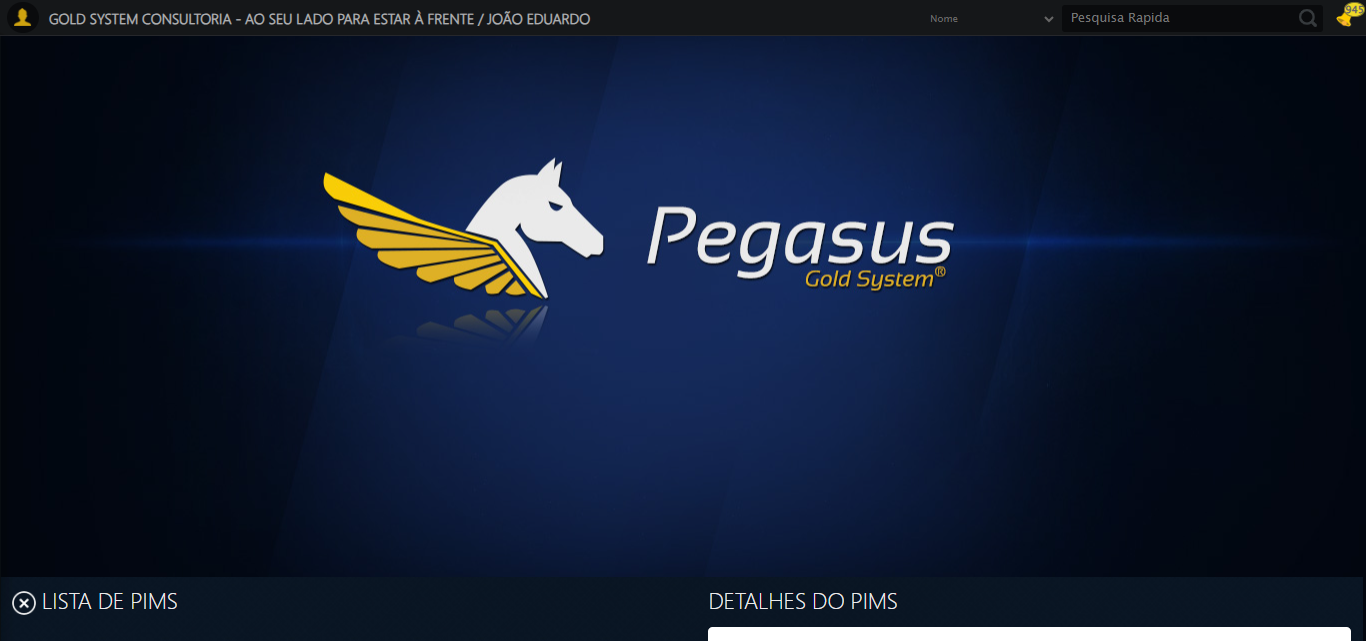 GOLD SYSTEM CONSULTORIA - AO SEU LADO PARA ESTAR À FRENTE / JOÃO EDUARDO
Nome
Pesquisa Rapida
945
Pegasus
Gold System®
LISTA DE PIMS
DETALHES DO PIMS